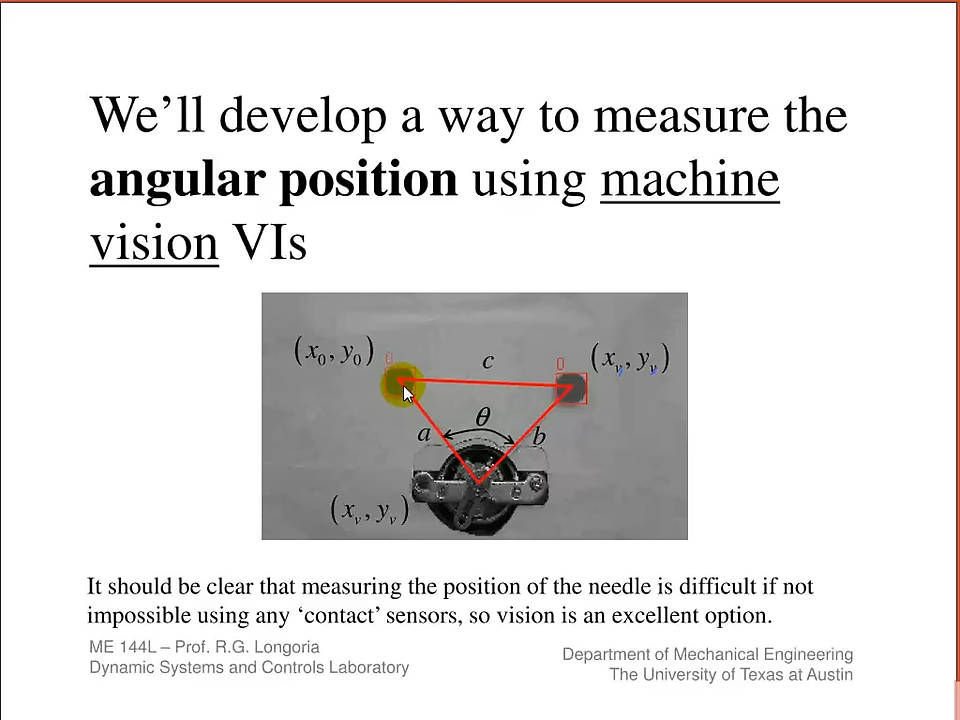 We'll develop a way to measure the
angular position using machine
vision VIs
(x₀, y₀)
0
c
0
(xᵥ, yᵥ)
a
θ
b
(xᵥ, yᵥ)
It should be clear that measuring the position of the needle is difficult if not
impossible using any 'contact' sensors, so vision is an excellent option.
ME 144L – Prof. R.G. Longoria
Dynamic Systems and Controls Laboratory
Department of Mechanical Engineering
The University of Texas at Austin